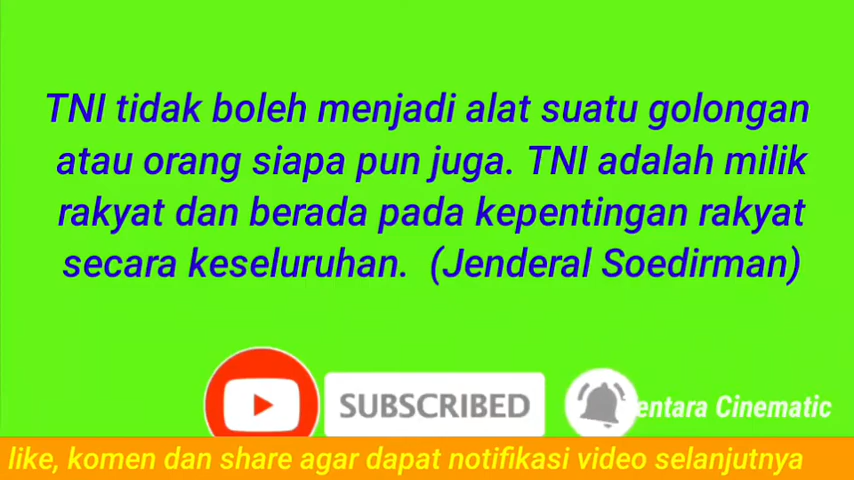 TNI tidak boleh menjadi alat suatu golongan
atau orang siapa pun juga. TNI adalah milik
rakyat dan berada pada kepentingan rakyat
secara keseluruhan. (Jenderal Soedirman)
SUBSCRIBED
Cinematic
like, komen dan share agar dapat notifikasi video selanjutnya